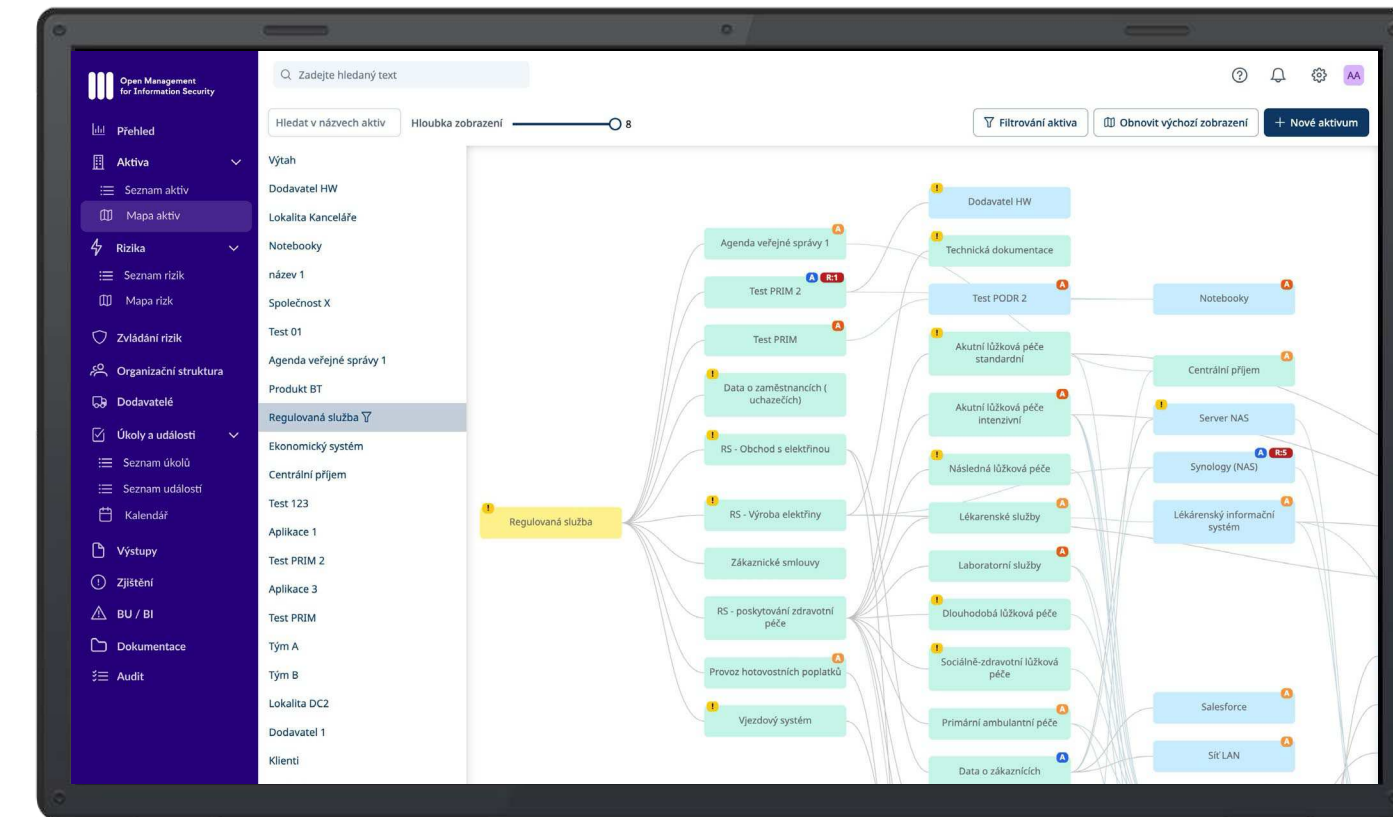 Open Management
for Information Security
Přehled
Aktiva
Seznam aktiv
Mapa aktiv
Rizika
Seznam rizik
Mapa rizk
Zvládání rizik
Organizační struktura
Dodavatelé
Úkoly a události
Seznam úkolů
Seznam událostí
Kalendář
Výstupy
Zjištění
BU / BI
Dokumentace
Audit
Zadejte hledaný text
AA
Hledat v názvech aktiv
Hloubka zobrazení
8
Filtrování aktiva
Obnovit výchozí zobrazení
+ Nové aktivum
Výtah
Dodavatel HW
Lokalita Kanceláře
Notebooky
název 1
Společnost X
Test 01
Agenda veřejné správy 1
Produkt BT
Regulovaná služba
Ekonomický systém
Centrální příjem
Test 123
Aplikace 1
Test PRIM 2
Aplikace 3
Test PRIM
Tým A
Tým B
Lokalita DC2
Dodavatel 1
Klienti
!
Regulovaná služba
A
Agenda veřejné správy 1
A R:1
Test PRIM 2
A
Test PRIM
!
Data o zaměstnancích (
uchazečích)
!
RS - Obchod s elektřinou
!
RS - Výroba elektřiny
Zákaznické smlouvy
RS - poskytování zdravotní
péče
A
Provoz hotovostních poplatků
!
Vjezdový systém
!
Dodavatel HW
!
Technická dokumentace
A
Test PODR 2
!
Akutní lůžková péče
standardní
A
Akutní lůžková péče
intenzivní
!
Následná lůžková péče
A
Lékarenské služby
A
Laboratorní služby
!
Dlouhodobá lůžková péče
!
Sociálně-zdravotní lůžková
péče
A
Primární ambulantní péče
A
Data o zákaznících
A
Notebooky
A
Centrální příjem
!
Server NAS
A R:5
Synology (NAS)
A
Lékárenský informační
systém
A
Salesforce
A
Síť LAN